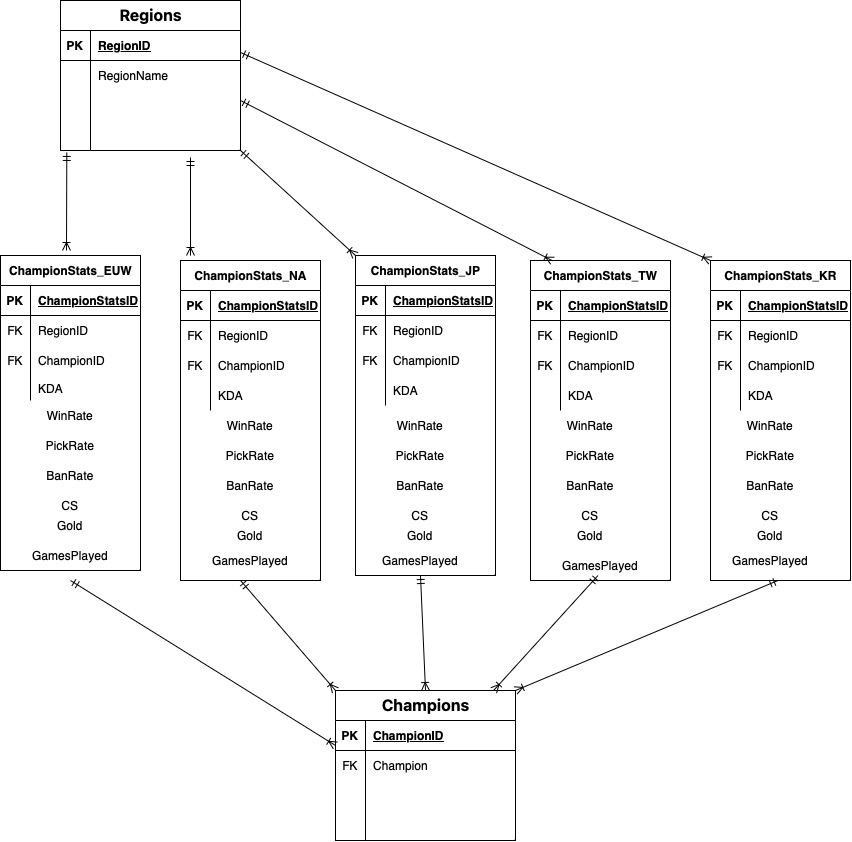 Regions
PK RegionID
RegionName
ChampionStats_EUW
PK ChampionStatsID
FK RegionID
FK ChampionID
KDA
WinRate
PickRate
BanRate
CS
Gold
GamesPlayed
ChampionStats_NA
PK ChampionStatsID
FK RegionID
FK ChampionID
KDA
WinRate
PickRate
BanRate
CS
Gold
GamesPlayed
ChampionStats_JP
PK ChampionStatsID
FK RegionID
FK ChampionID
KDA
WinRate
PickRate
BanRate
CS
Gold
GamesPlayed
ChampionStats_TW
PK ChampionStatsID
FK RegionID
FK ChampionID
KDA
WinRate
PickRate
BanRate
CS
Gold
GamesPlayed
ChampionStats_KR
PK ChampionStatsID
FK RegionID
FK ChampionID
KDA
WinRate
PickRate
BanRate
CS
Gold
GamesPlayed
Champions
PK ChampionID
FK Champion